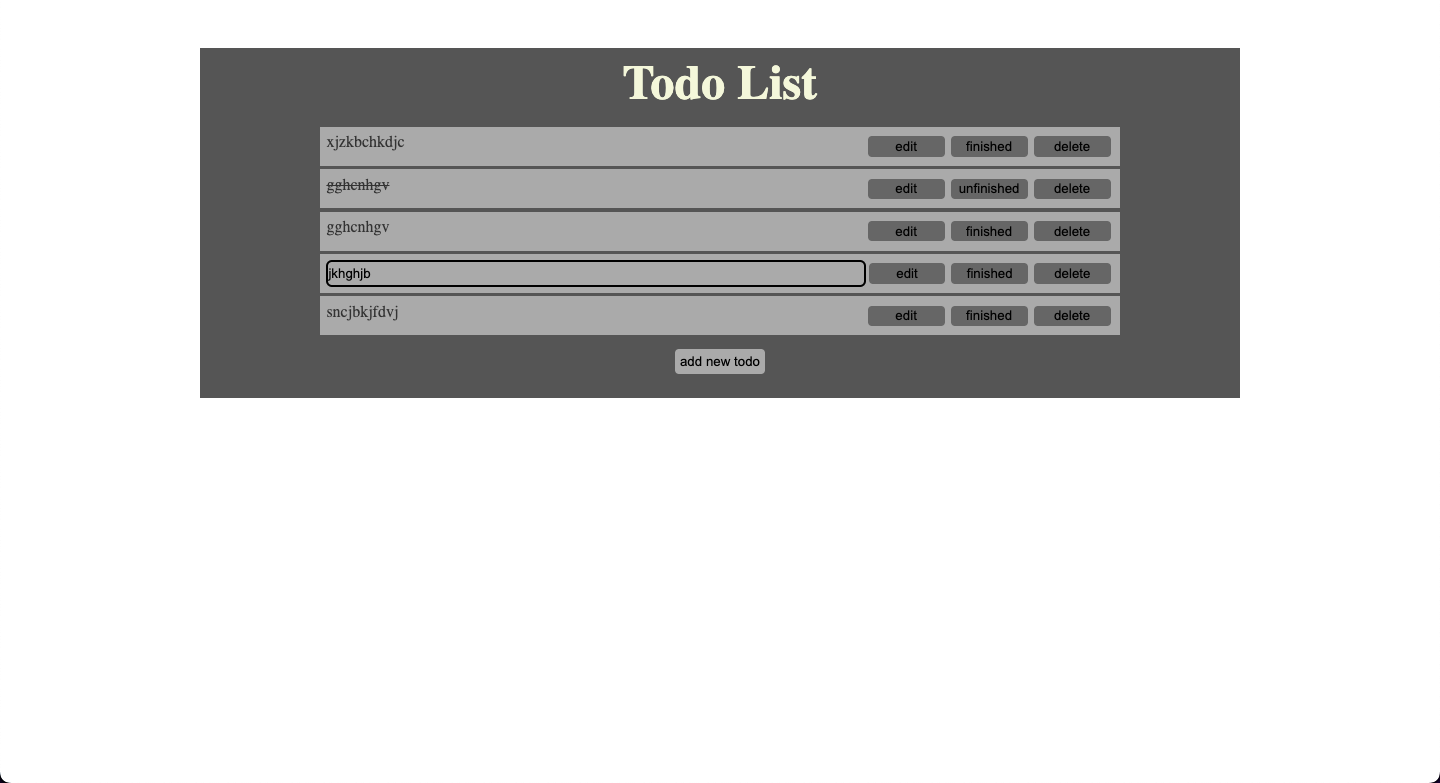 Todo List
xjzkbchkdjc edit finished delete
gghcnhgv edit unfinished delete
gghcnhgv edit finished delete
jkhghjb edit finished delete
sncjbkjfdvj edit finished delete
add new todo